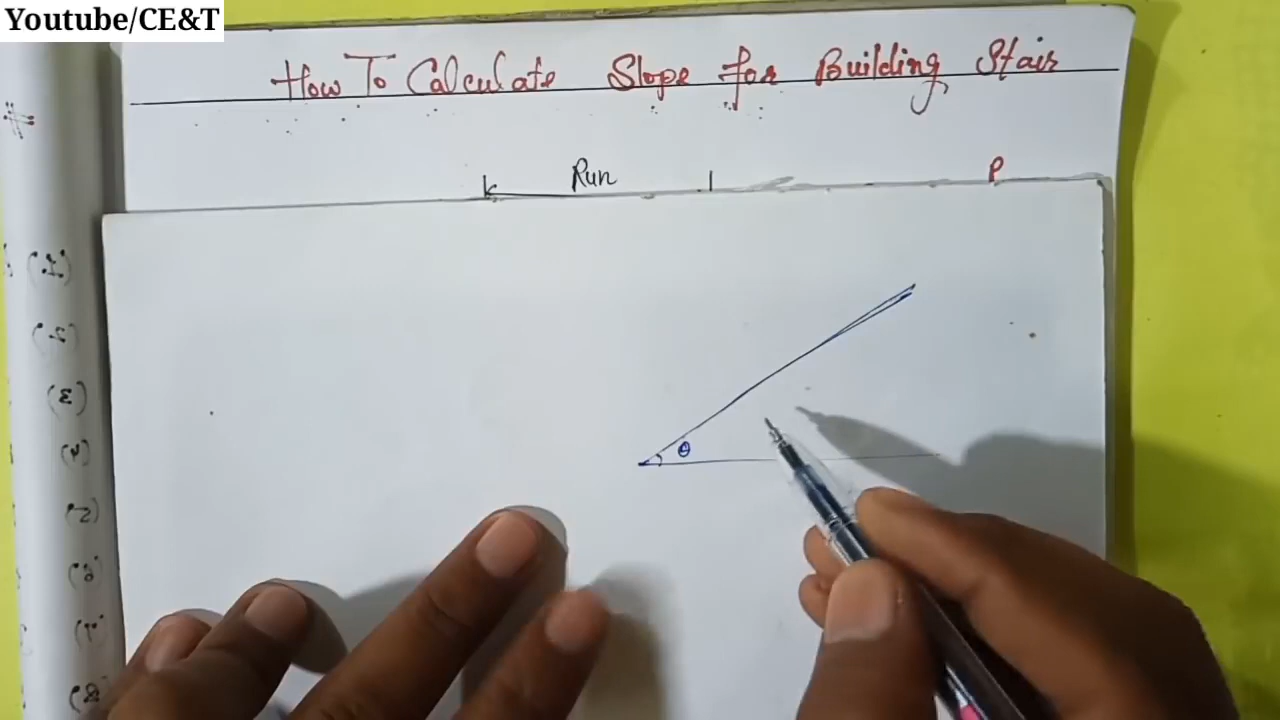 Youtube/CE&T
How To Calculate Slope for Building Stair
Run
P
θ